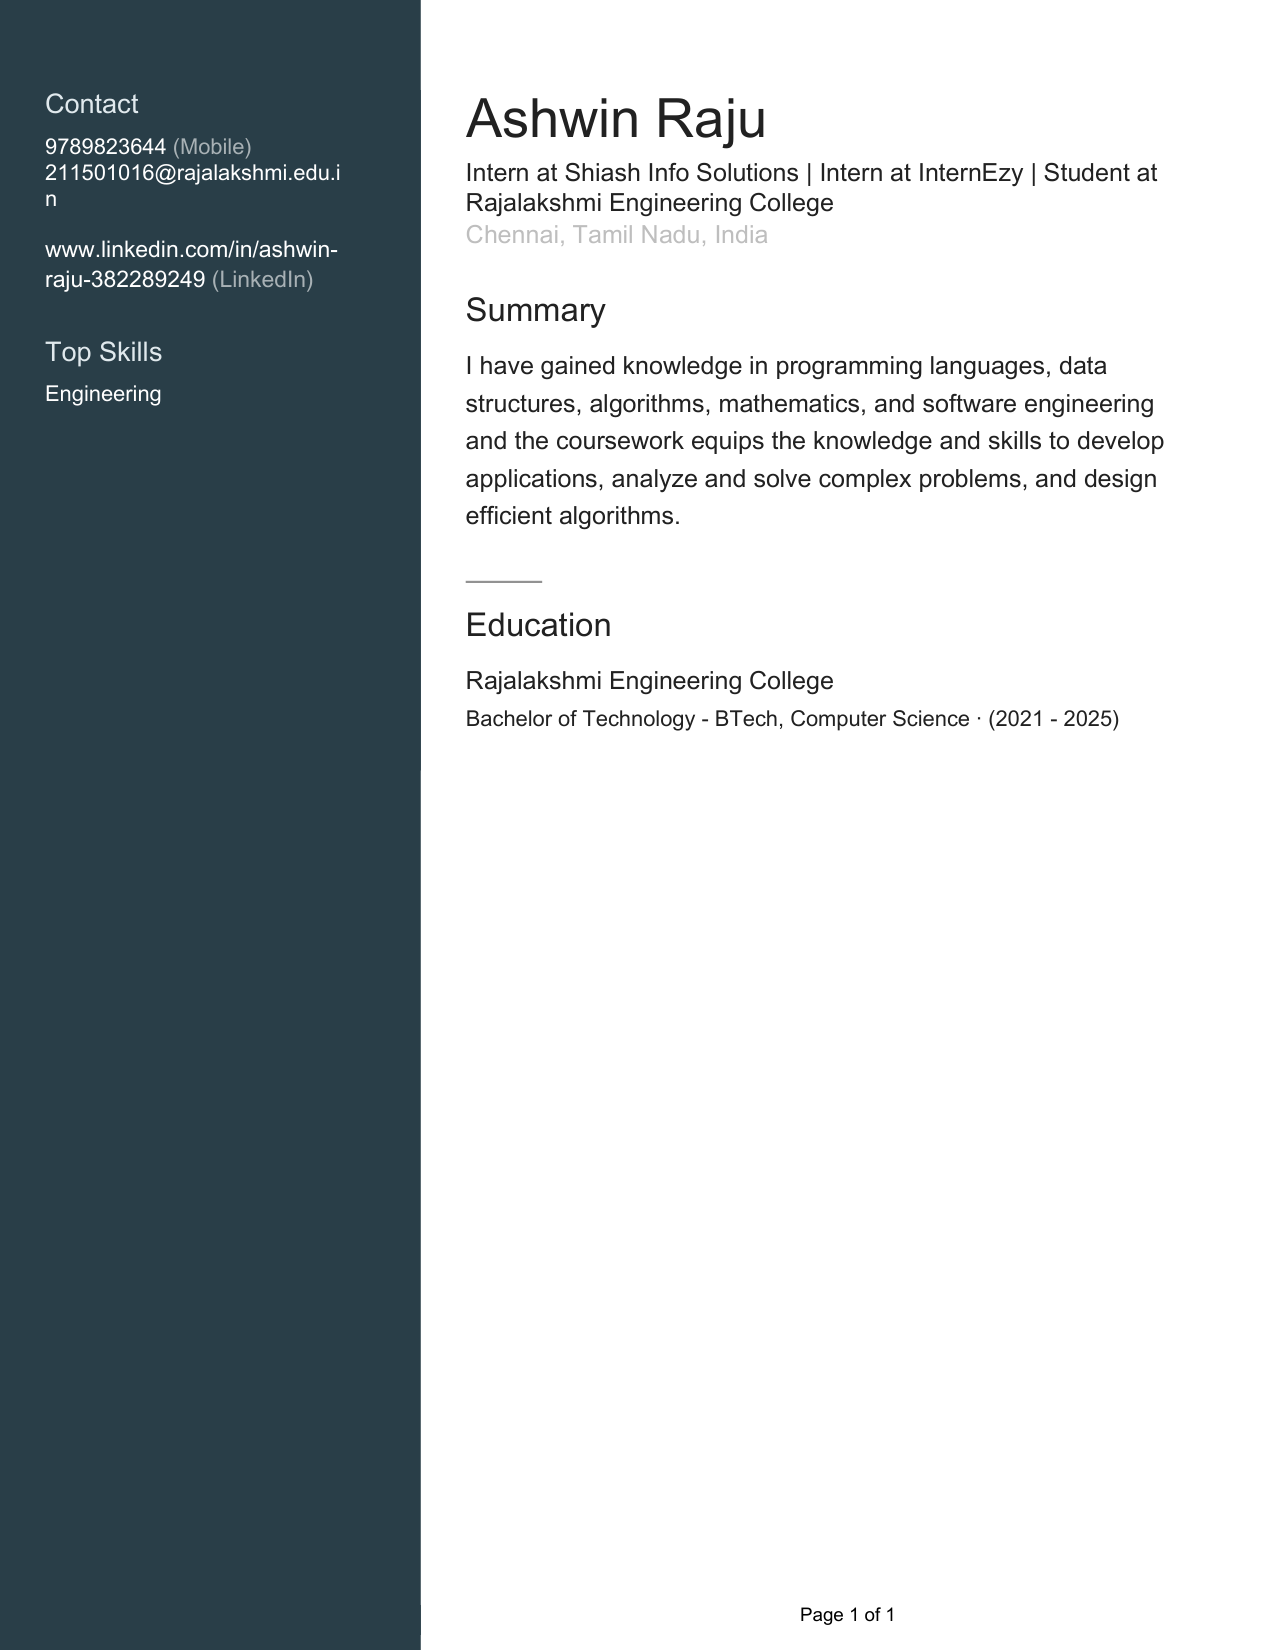 Contact
9789823644 (Mobile)
211501016@rajalakshmi.edu.i
n
www.linkedin.com/in/ashwin-
raju-382289249 (LinkedIn)
Top Skills
Engineering
Ashwin Raju
Intern at Shiash Info Solutions | Intern at InternEzy | Student at
Rajalakshmi Engineering College
Chennai, Tamil Nadu, India
Summary
I have gained knowledge in programming languages, data
structures, algorithms, mathematics, and software engineering
and the coursework equips the knowledge and skills to develop
applications, analyze and solve complex problems, and design
efficient algorithms.
Education
Rajalakshmi Engineering College
Bachelor of Technology - BTech, Computer Science · (2021 - 2025)
Page 1 of 1